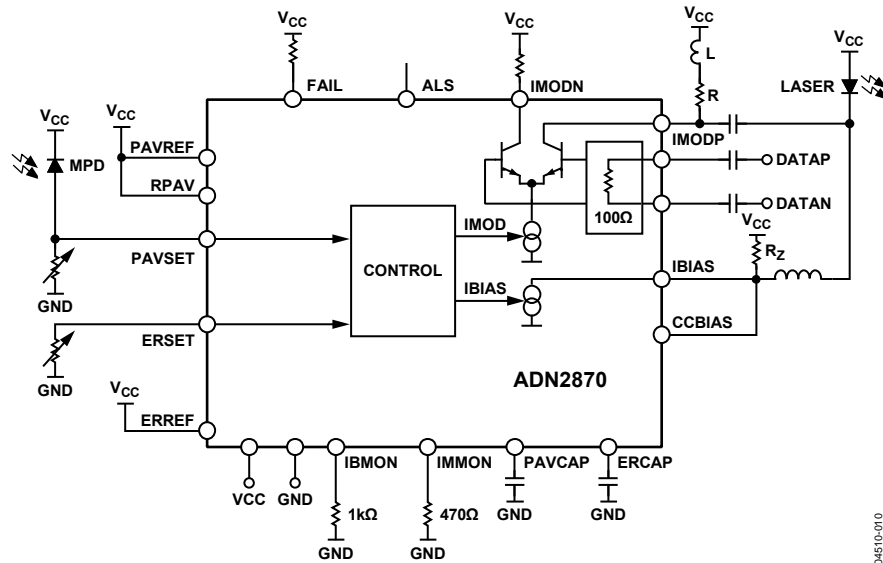 VCC
VCC
VCC
L
VCC
FAIL
ALS
IMODN
R
LASER
VCC
VCC
PAVREF
IMODP
MPD
DATAP
RPAV
DATAN
100Ω
VCC
IMOD
RZ
PAVSET
CONTROL
GND
IBIAS
IBIAS
ERSET
CCBIAS
GND
ADN2870
VCC
ERREF
IBMON
IMMON
PAVCAP
ERCAP
VCC
GND
1kΩ
470Ω
GND
GND
GND
GND
04510-010